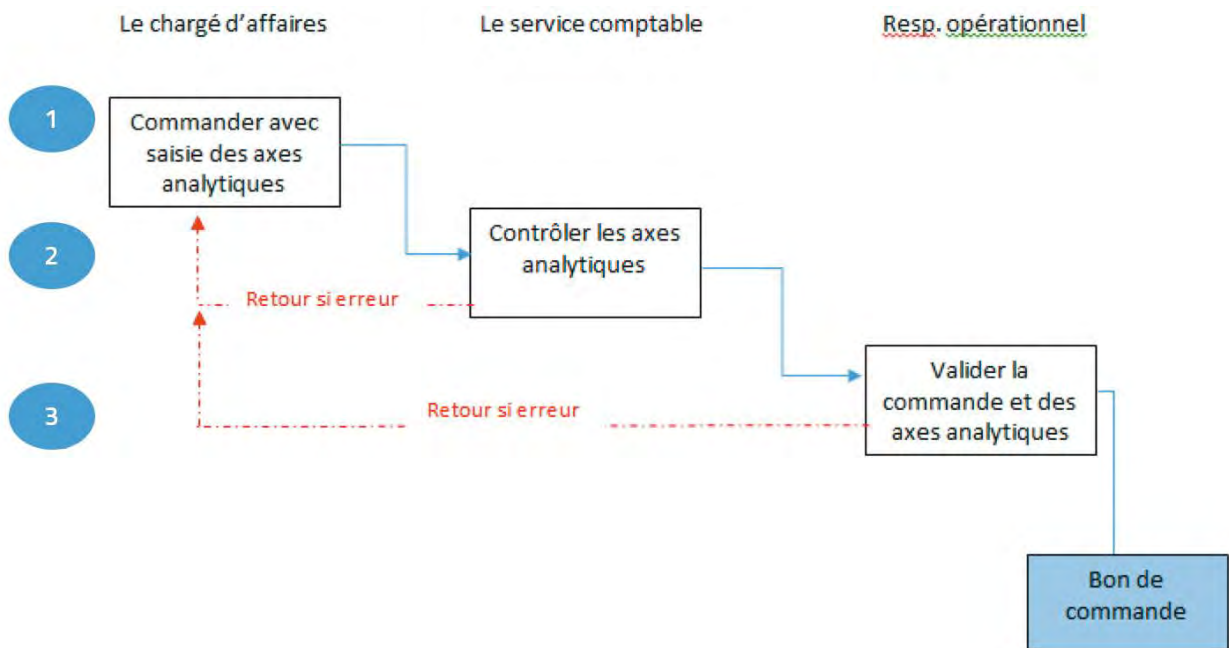 Le chargé d'affaires
Le service comptable
Resp. opérationnel
1
Commander avec
saisie des axes
analytiques
2
Contrôler les axes
analytiques
Retour si erreur
3
Valider la
commande et des
axes analytiques
Retour si erreur
Bon de
commande